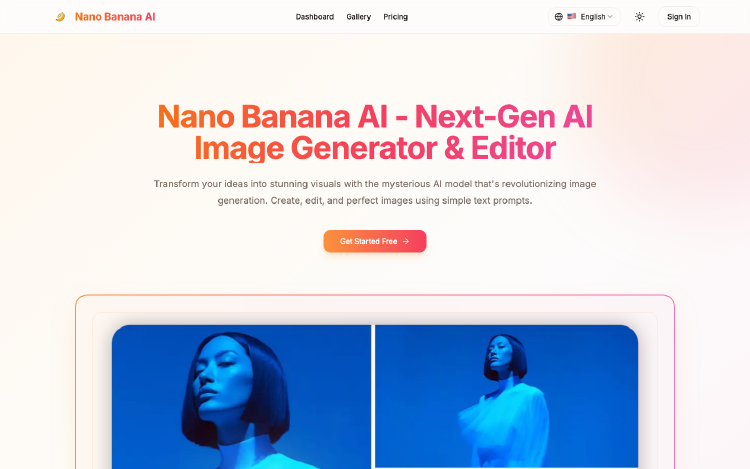 Nano Banana AI
Dashboard Gallery Pricing
English
Sign In
Nano Banana AI - Next-Gen AI
Image Generator & Editor
Transform your ideas into stunning visuals with the mysterious AI model that's revolutionizing image
generation. Create, edit, and perfect images using simple text prompts.
Get Started Free →